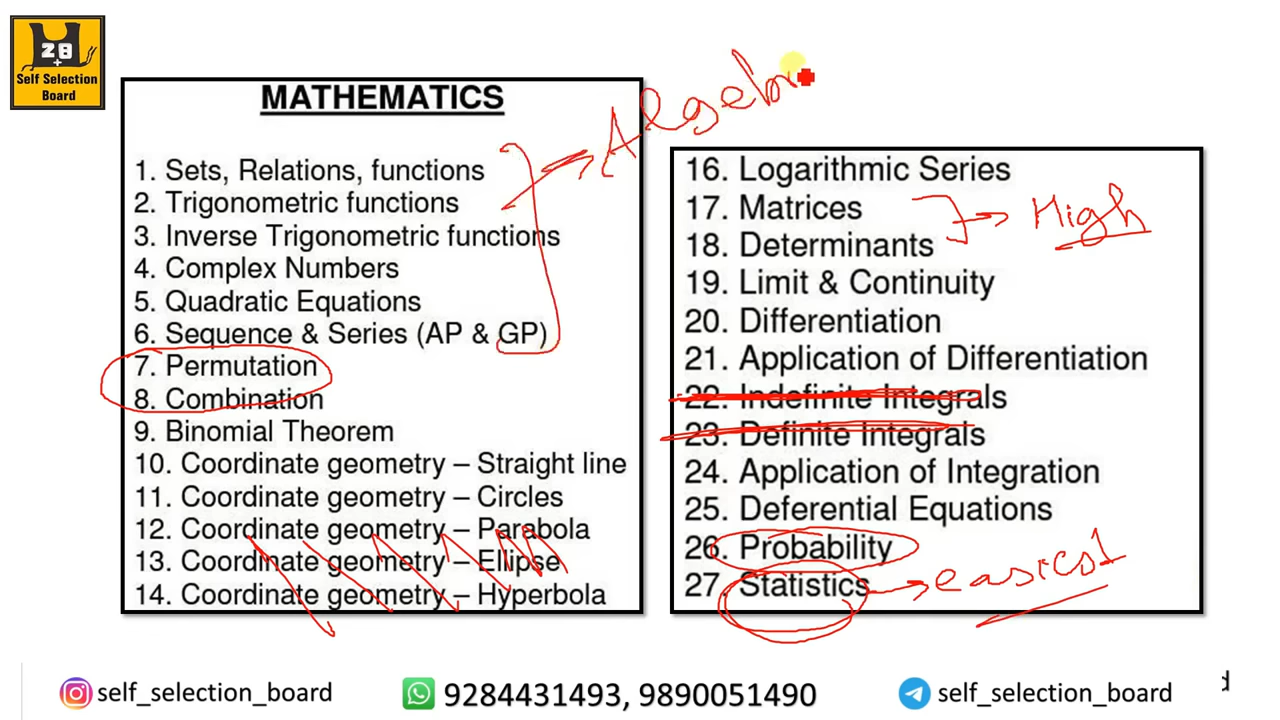 28
+
Self Selection
Board
MATHEMATICS
1. Sets, Relations, functions
2. Trigonometric functions
3. Inverse Trigonometric functions
4. Complex Numbers
5. Quadratic Equations
6. Sequence & Series (AP & GP)
7. Permutation
8. Combination
9. Binomial Theorem
10. Coordinate geometry – Straight line
11. Coordinate geometry – Circles
12. Coordinate geometry – Parabola
13. Coordinate geometry – Ellipse
14. Coordinate geometry – Hyperbola
Algeb
16. Logarithmic Series
17. Matrices
18. Determinants
High
19. Limit & Continuity
20. Differentiation
21. Application of Differentiation
22. Indefinite Integrals
23. Definite Integrals
24. Application of Integration
25. Deferential Equations
26. Probability
27. Statistics
self_selection_board
9284431493, 9890051490
self_selection_board